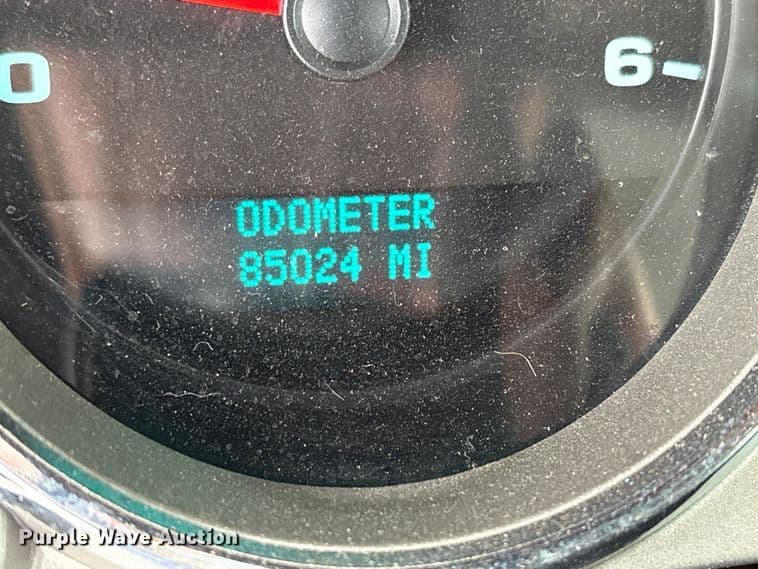 0
6
ODOMETER
85024 MI
Purple Wave Auction